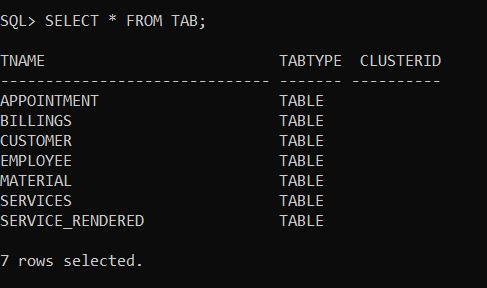 SQL> SELECT * FROM TAB;
TNAME                          TABTYPE  CLUSTERID
------------------------------ ------- ----------
APPOINTMENT                    TABLE
BILLINGS                       TABLE
CUSTOMER                       TABLE
EMPLOYEE                       TABLE
MATERIAL                       TABLE
SERVICES                       TABLE
SERVICE_RENDERED               TABLE
7 rows selected.